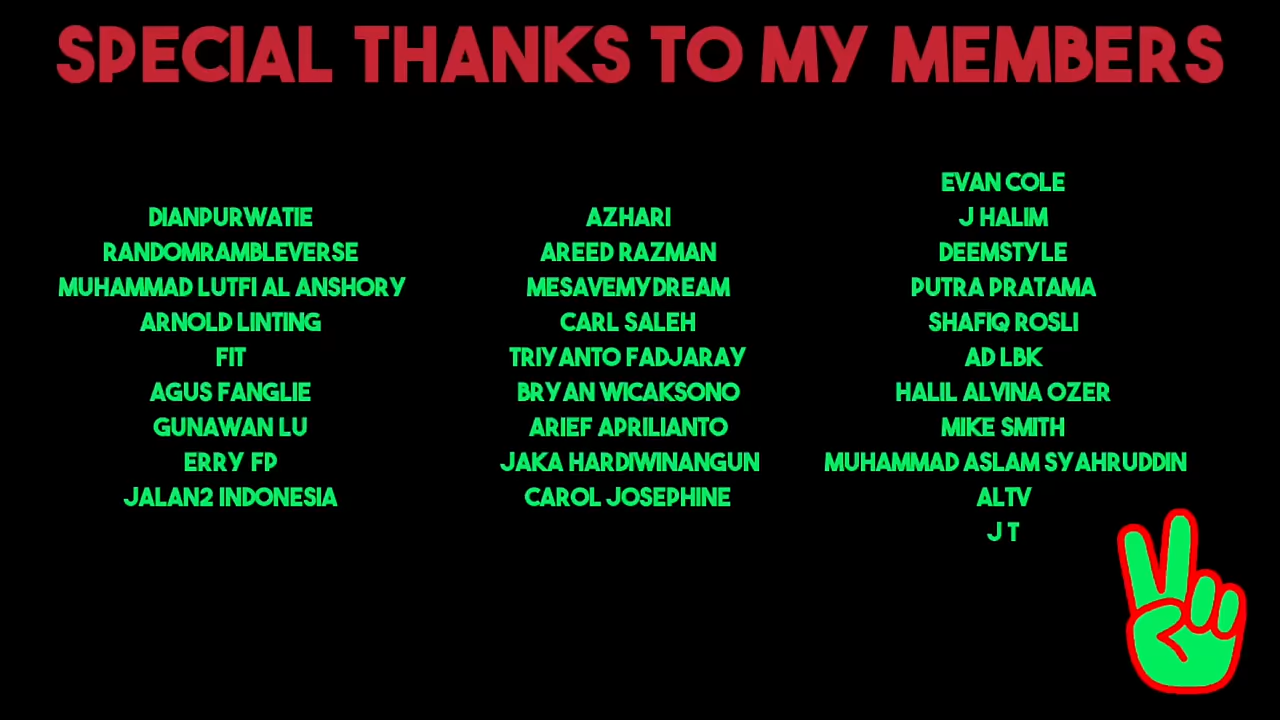 SPECIAL THANKS TO MY MEMBERS
DIANPURWATIE
RANDOMRAMBLEVERSE
MUHAMMAD LUTFI AL ANSHORY
ARNOLD LINTING
FIT
AGUS FANGLIE
GUNAWAN LU
ERRY FP
JALAN2 INDONESIA
AZHARI
AREED RAZMAN
MESAVEMYDREAM
CARL SALEH
TRIYANTO FADJARAY
BRYAN WICAKSONO
ARIEF APRILIANTO
JAKA HARDIWINANGUN
CAROL JOSEPHINE
EVAN COLE
J HALIM
DEEMSTYLE
PUTRA PRATAMA
SHAFIQ ROSLI
AD LBK
HALIL ALVINA OZER
MIKE SMITH
MUHAMMAD ASLAM SYAHRUDDIN
ALTV
J T